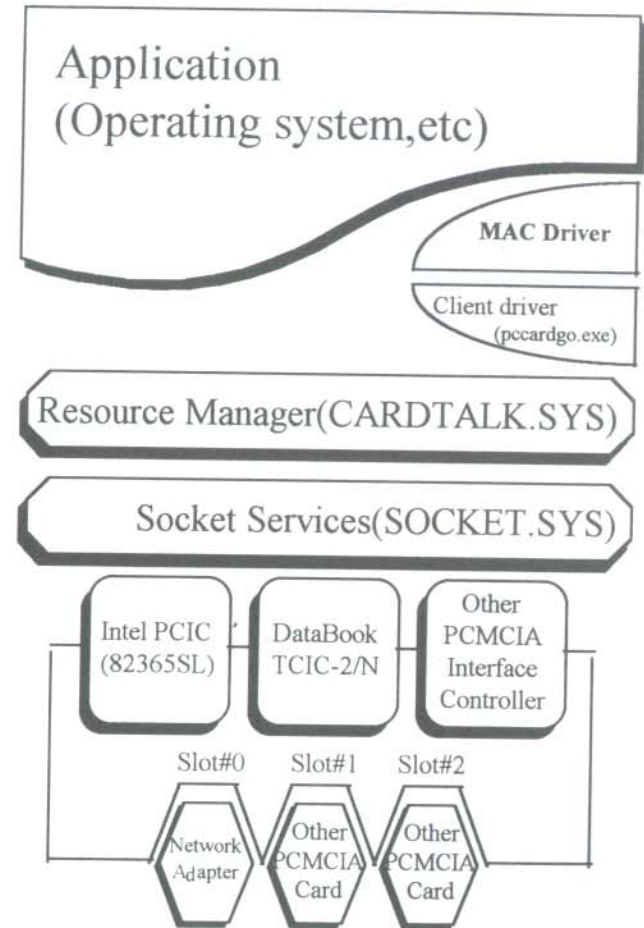 Application
(Operating system,etc)
MAC Driver
Client driver
(pccardgo.exe)
Resource Manager(CARDTALK.SYS)
Socket Services(SOCKET.SYS)
Intel PCIC
(82365SL)
DataBook
TCIC-2/N
Other
PCMCIA
Interface
Controller
Slot#0
Slot#1
Slot#2
Network
Adapter
Other
PCMCIA
Card
Other
PCMCIA
Card